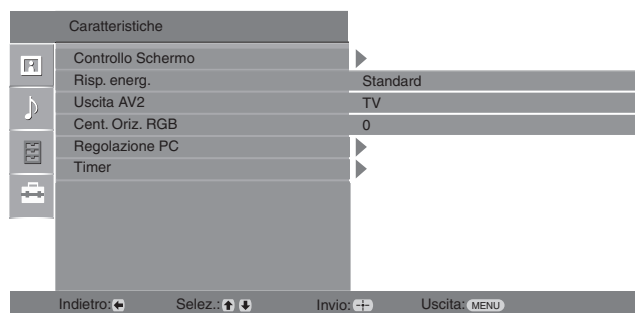 Caratteristiche
Controllo Schermo
Risp. energ. Standard
Uscita AV2 TV
Cent. Oriz. RGB 0
Regolazione PC
Timer
Indietro: Selez.: Invio: Uscita: MENU